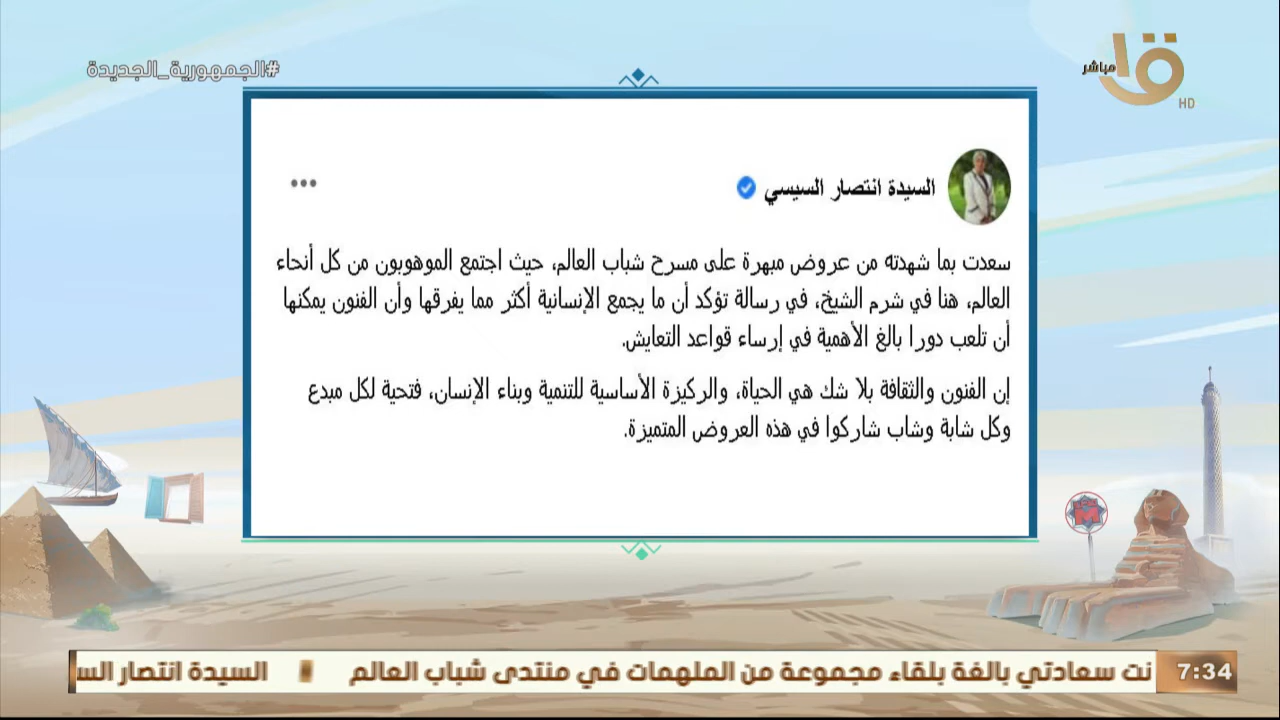 #الجمهورية_الجديدة
مباشر
HD
السيدة انتصار السيسي
سعدت بما شهدته من عروض مبهرة على مسرح شباب العالم، حيث اجتمع الموهوبون من كل أنحاء
العالم، هنا في شرم الشيخ، في رسالة تؤكد أن ما يجمع الإنسانية أكثر مما يفرقها وأن الفنون يمكنها
أن تلعب دورا بالغ الأهمية في إرساء قواعد التعايش.
إن الفنون والثقافة بلا شك هي الحياة، والركيزة الأساسية للتنمية وبناء الإنسان، فتحية لكل مبدع
وكل شابة وشاب شاركوا في هذه العروض المتميزة.
M
7:34
نت سعادتي بالغة بلقاء مجموعة من الملهمات في منتدى شباب العالم السيدة انتصار الس